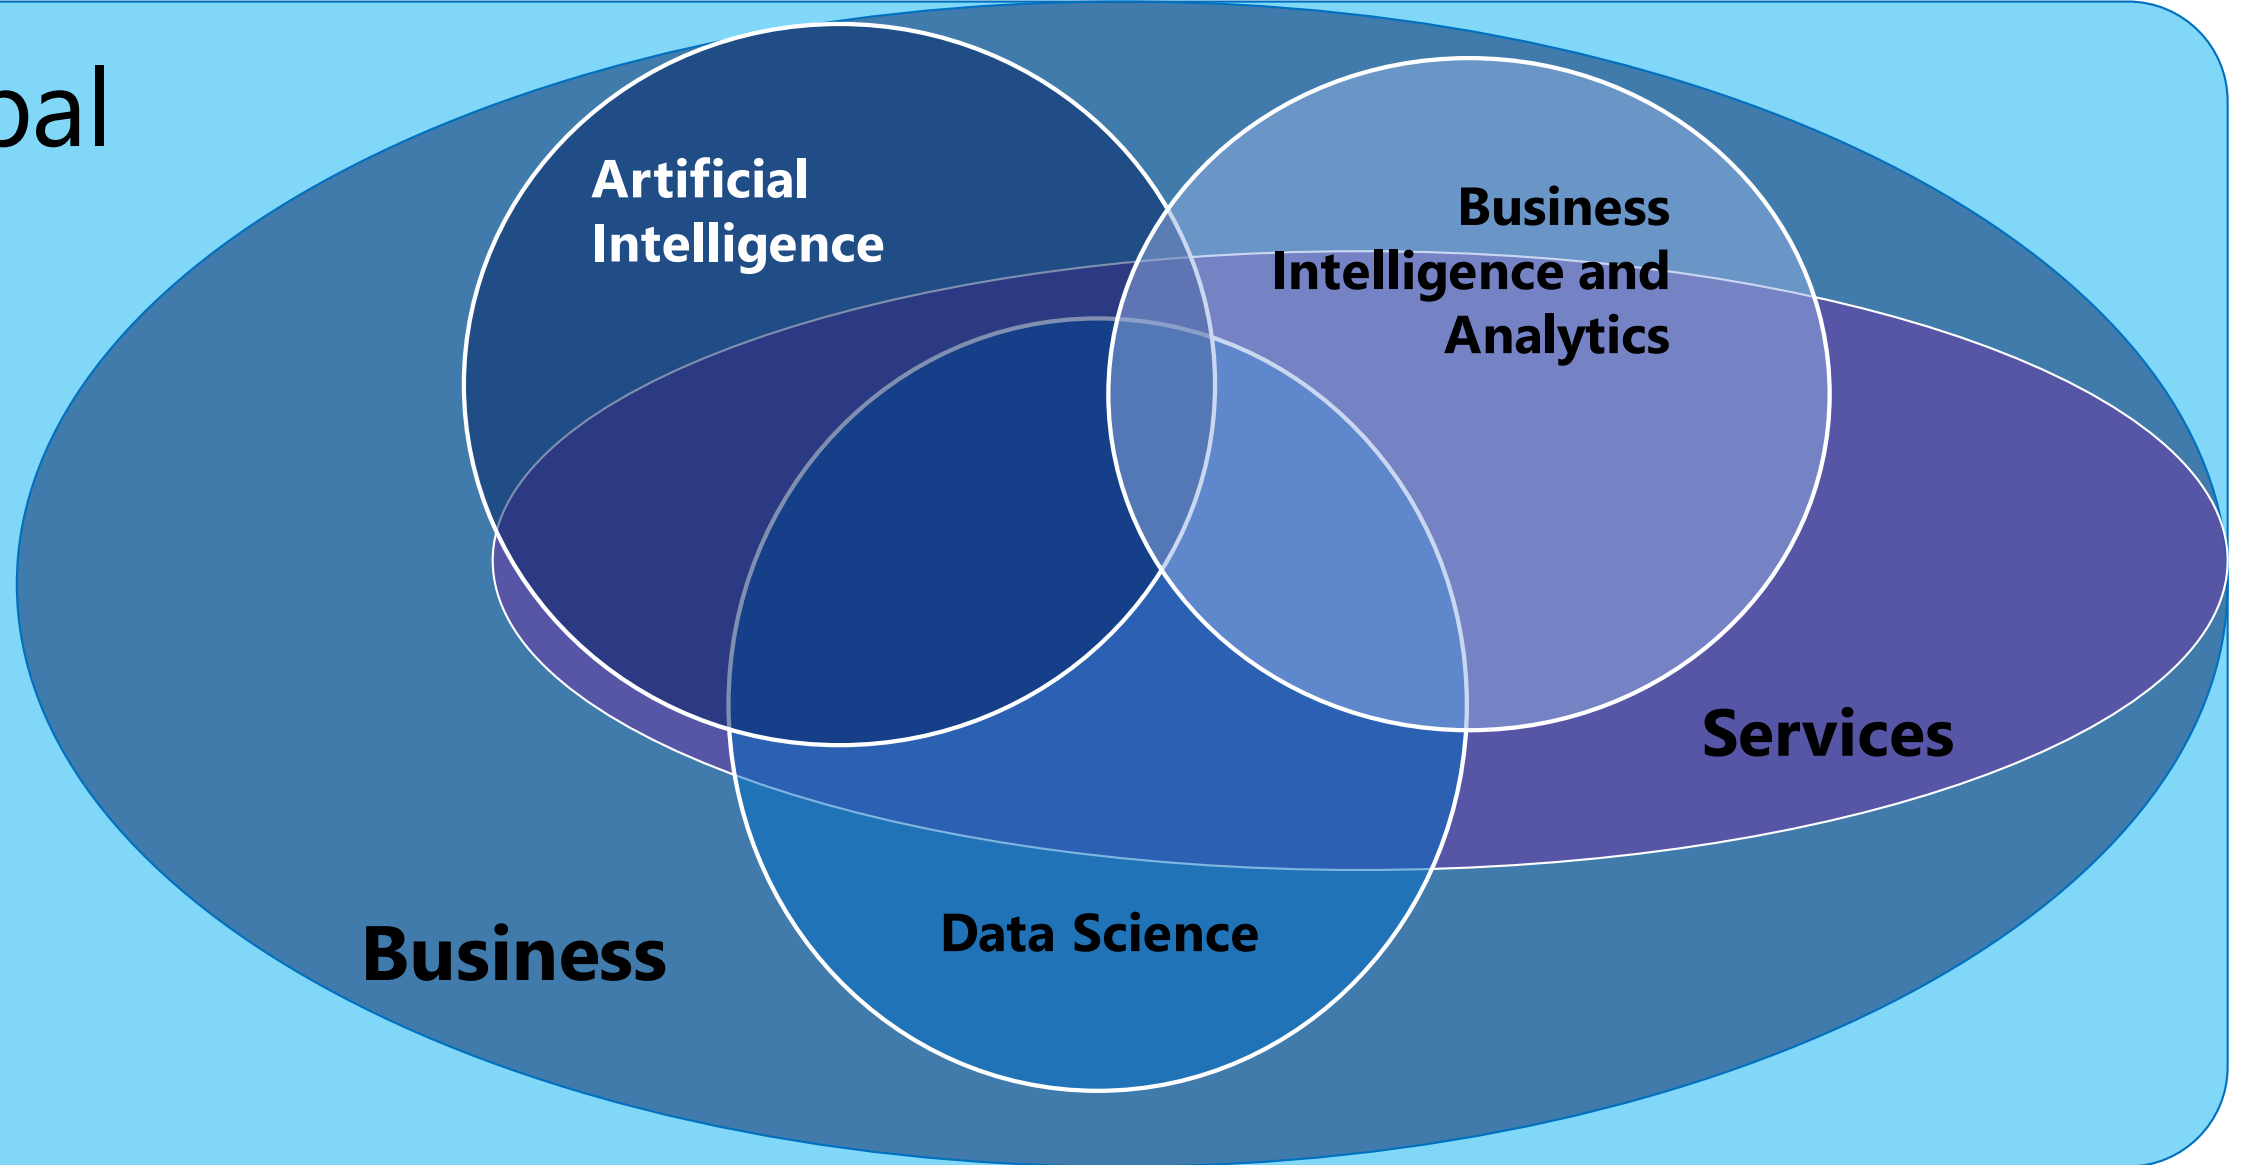 bal
Artificial
Intelligence
Business
Intelligence and
Analytics
Services
Data Science
Business